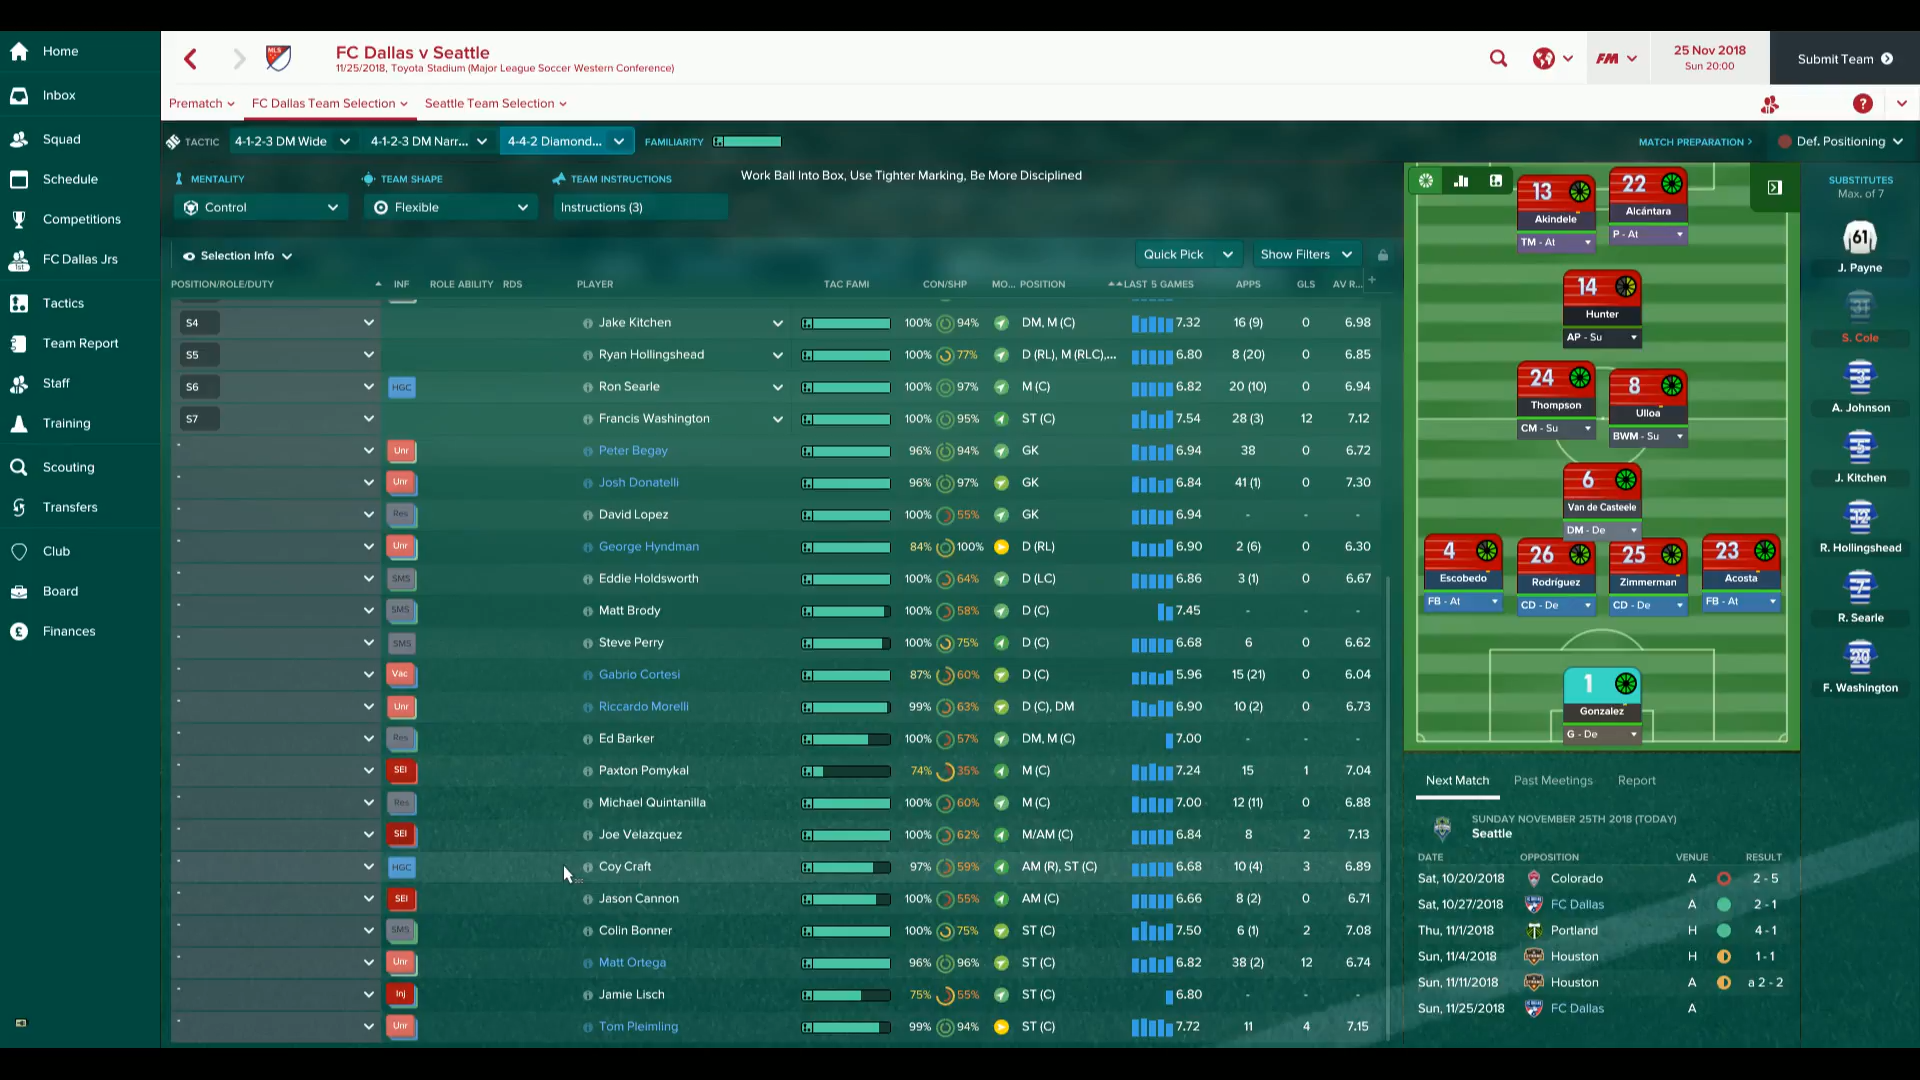 Home
Inbox
Squad
Schedule
Competitions
FC Dallas Jrs
Tactics
Team Report
Staff
Training
Scouting
Transfers
Club
Board
Finances
FC Dallas v Seattle
11/25/2018, Toyota Stadium (Major League Soccer Western Conference)
FM
25 Nov 2018
Sun 20:00
Submit Team
Prematch
FC Dallas Team Selection
Seattle Team Selection
TACTIC
4-1-2-3 DM Wide
4-1-2-3 DM Narr...
4-4-2 Diamond...
FAMILIARITY
MATCH PREPARATION >
Def. Positioning
MENTALITY
Control
TEAM SHAPE
Flexible
TEAM INSTRUCTIONS
Instructions (3)
Work Ball Into Box, Use Tighter Marking, Be More Disciplined
Selection Info
Quick Pick
Show Filters
POSITION/ROLE/DUTY INF ROLE ABILITY RDS PLAYER TAC FAMI CON/SHP MO... POSITION LAST 5 GAMES APPS GLS AV R...
S4 Jake Kitchen 100% 94% DM, M (C) 7.32 16 (9) 0 6.98
S5 Ryan Hollingshead 100% 77% D (RL), M (RLC),... 6.80 8 (20) 0 6.85
S6 HGC Ron Searle 100% 97% M (C) 6.82 20 (10) 0 6.94
S7 Francis Washington 100% 95% ST (C) 7.54 28 (3) 12 7.12
- Unr Peter Begay 96% 94% GK 6.94 38 0 6.72
- Unr Josh Donatelli 96% 97% GK 6.84 41 (1) 0 7.30
- Res David Lopez 100% 55% GK 6.94 - - -
- Unr George Hyndman 84% 100% D (RL) 6.90 2 (6) 0 6.30
- SMS Eddie Holdsworth 100% 64% D (LC) 6.86 3 (1) 0 6.67
- SMS Matt Brody 100% 58% D (C) 7.45 - - -
- SMS Steve Perry 100% 75% D (C) 6.68 6 0 6.62
- Vac Gabrio Cortesi 87% 60% D (C) 5.96 15 (21) 0 6.04
- Unr Riccardo Morelli 99% 63% D (C), DM 6.90 10 (2) 0 6.73
- Res Ed Barker 100% 57% DM, M (C) 7.00 - - -
- SEI Paxton Pomykal 74% 35% M (C) 7.24 15 1 7.04
- Res Michael Quintanilla 100% 60% M (C) 7.00 12 (11) 0 6.88
- SEI Joe Velazquez 100% 62% M/AM (C) 6.84 8 2 7.13
- HGC Coy Craft 97% 59% AM (R), ST (C) 6.68 10 (4) 3 6.89
- SEI Jason Cannon 100% 55% AM (C) 6.66 8 (2) 0 6.71
- SMS Colin Bonner 100% 75% ST (C) 7.50 6 (1) 2 7.08
- Unr Matt Ortega 96% 96% ST (C) 6.82 38 (2) 12 6.74
- Inj Jamie Lisch 75% 55% ST (C) 6.80 - - -
- Unr Tom Pleimling 99% 94% ST (C) 7.72 11 4 7.15
13
Akindele
TM - At
22
Alcántara
P - At
14
Hunter
AP - Su
24
Thompson
CM - Su
8
Ulloa
BWM - Su
6
Van de Casteele
DM - De
4
Escobedo
FB - At
26
Rodríguez
CD - De
25
Zimmerman
CD - De
23
Acosta
FB - At
1
Gonzalez
G - De
SUBSTITUTES
Max. of 7
61
J. Payne
31
S. Cole
3
A. Johnson
5
J. Kitchen
12
R. Hollingshead
7
R. Searle
20
F. Washington
Next Match
Past Meetings
Report
SUNDAY NOVEMBER 25TH 2018 (TODAY)
Seattle
DATE OPPOSITION VENUE RESULT
Sat, 10/20/2018 Colorado A 2 - 5
Sat, 10/27/2018 FC Dallas A 2 - 1
Thu, 11/1/2018 Portland H 4 - 1
Sun, 11/4/2018 Houston H 1 - 1
Sun, 11/11/2018 Houston A a 2 - 2
Sun, 11/25/2018 FC Dallas A